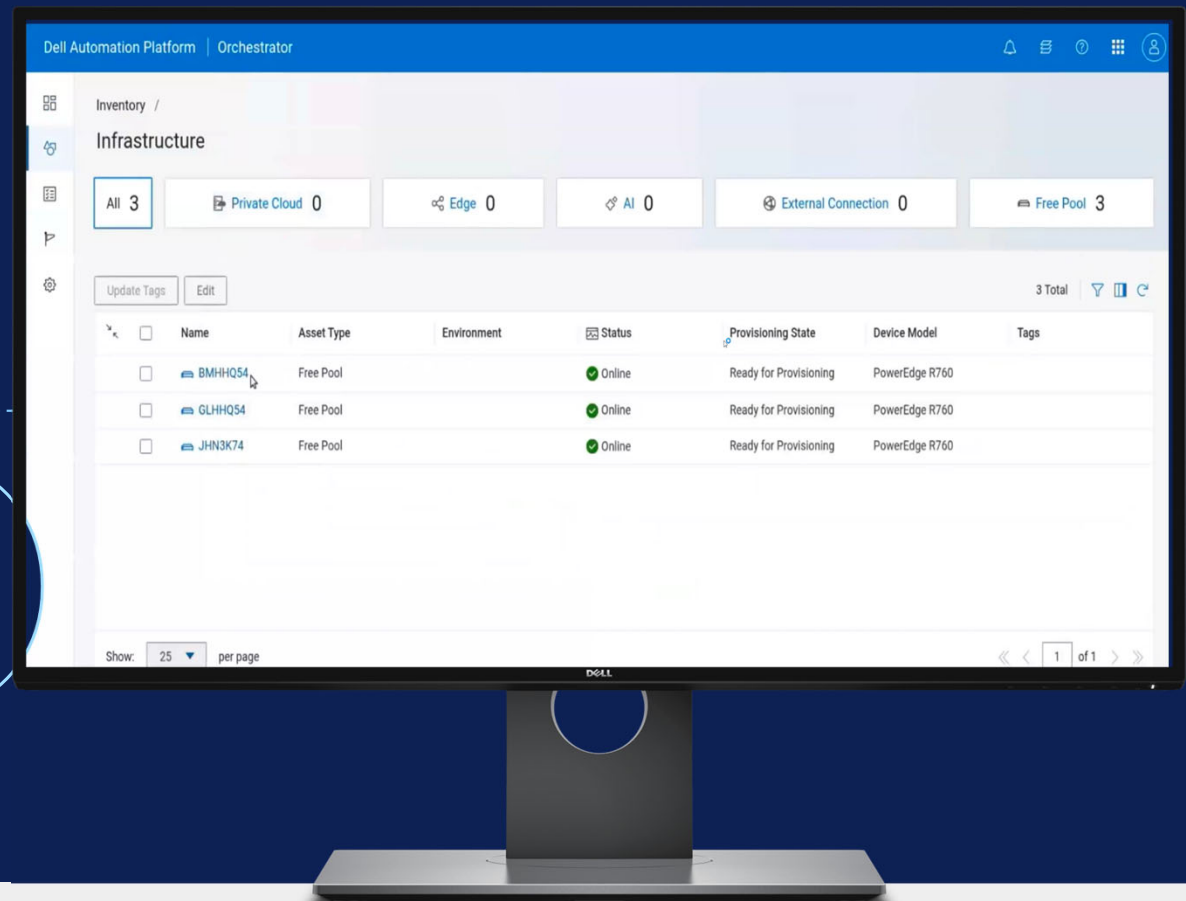 Dell Automation Platform | Orchestrator
Inventory /
Infrastructure
All 3 Private Cloud 0 Edge 0 AI 0 External Connection 0 Free Pool 3
Update Tags Edit 3 Total
Name Asset Type Environment Status Provisioning State Device Model Tags
BMHHQ54 Free Pool Online Ready for Provisioning PowerEdge R760
GLHHQ54 Free Pool Online Ready for Provisioning PowerEdge R760
JHN3K74 Free Pool Online Ready for Provisioning PowerEdge R760
Show: 25 per page 1 of 1
DELL